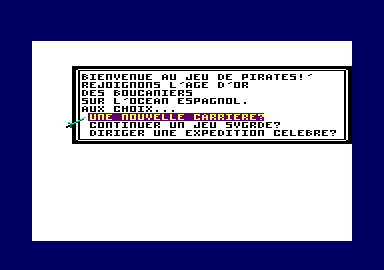 BIENVENUE AU JEU DE PIRATES!'
REJOIGNONS L'AGE D'OR
DES BOUCANIERS
SUR L'OCEAN ESPAGNOL.
AUX CHOIX...
UNE NOUVELLE CARRIERE?
CONTINUER UN JEU SVGRDE?
DIRIGER UNE EXPEDITION CELEBRE?